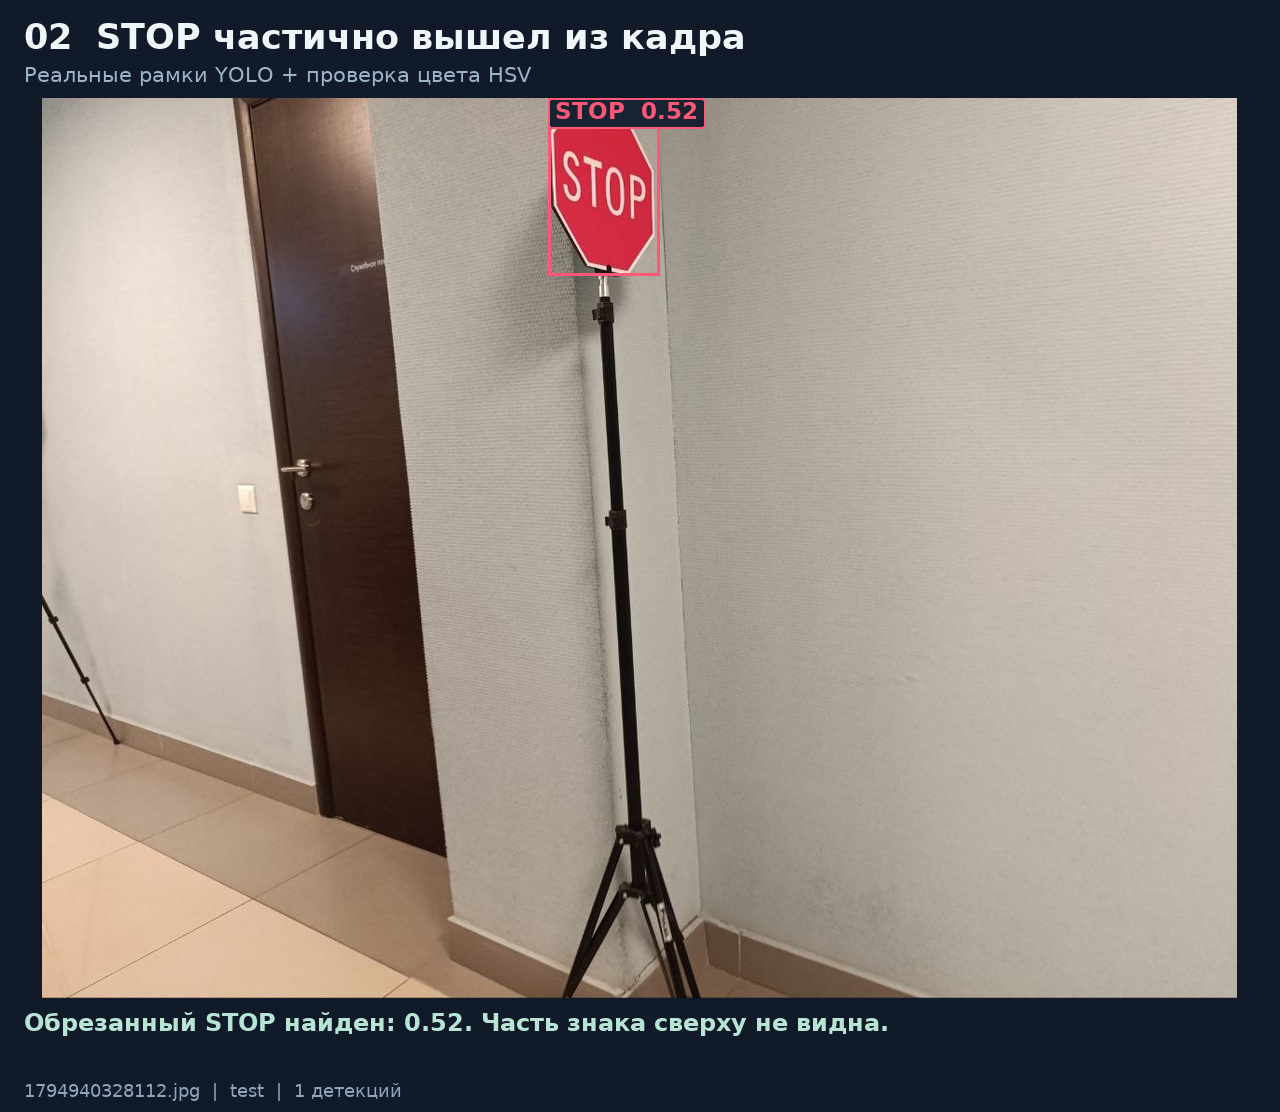 02 STOP частично вышел из кадра
Реальные рамки YOLO + проверка цвета HSV
STOP 0.52
STOP
Служебное
Обрезанный STOP найден: 0.52. Часть знака сверху не видна.
1794940328112.jpg | test | 1 детекций